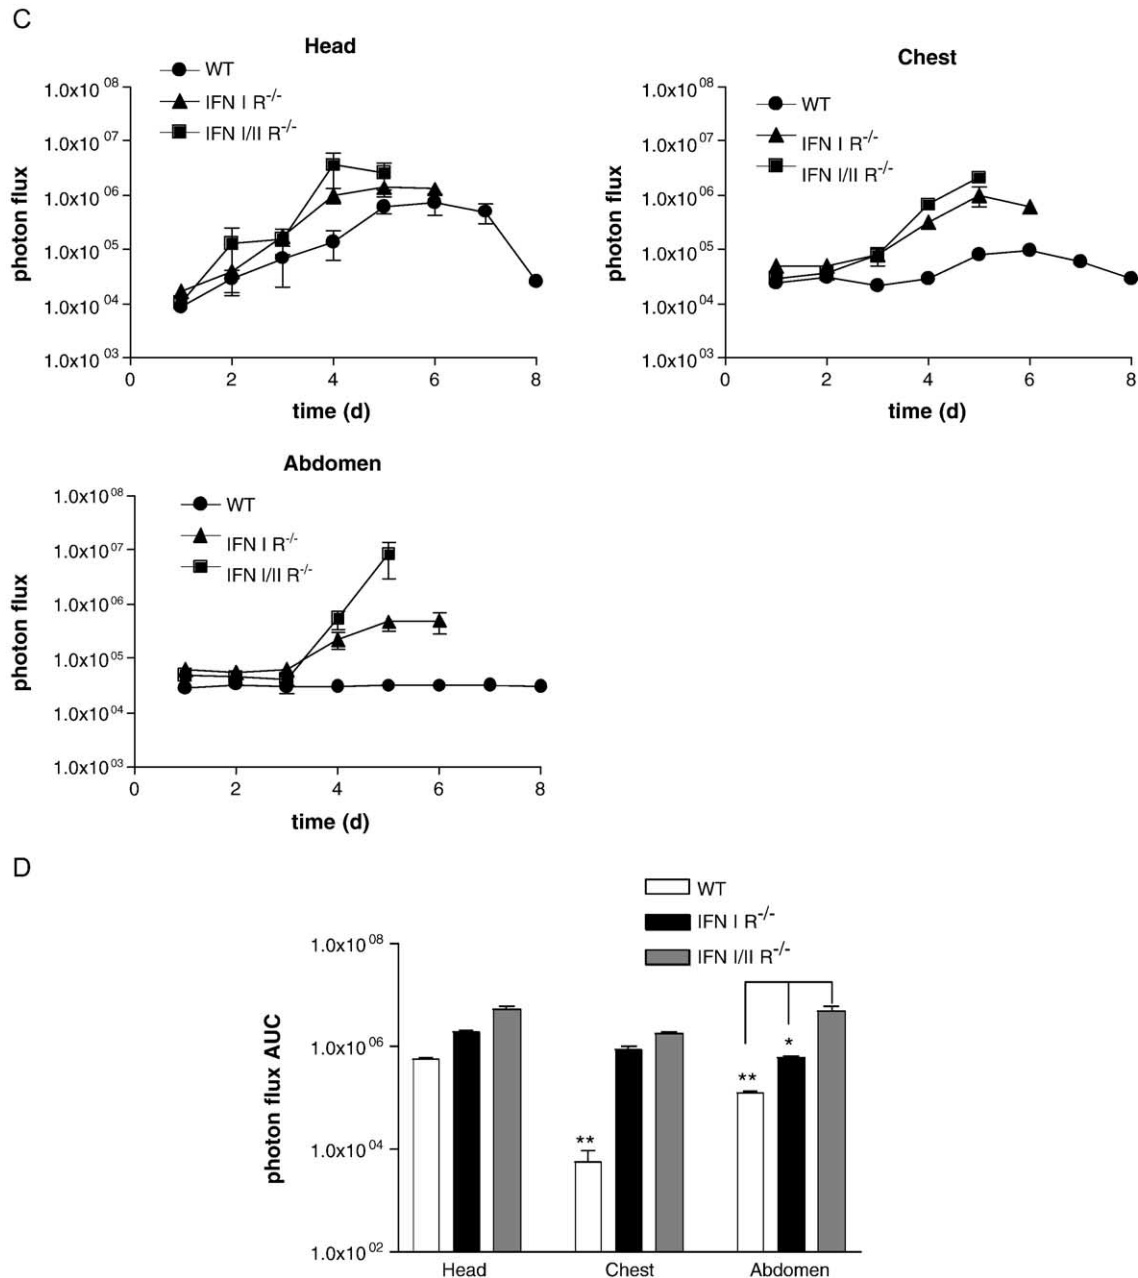 C
Head
WT
IFN I R-/-
IFN I/II R-/-
1.0x10 08
1.0x10 07
1.0x10 06
1.0x10 05
1.0x10 04
1.0x10 03
photon flux
0 2 4 6 8
time (d)
Chest
WT
IFN I R-/-
IFN I/II R-/-
1.0x10 08
1.0x10 07
1.0x10 06
1.0x10 05
1.0x10 04
1.0x10 03
photon flux
0 2 4 6 8
time (d)
Abdomen
WT
IFN I R-/-
IFN I/II R-/-
1.0x10 08
1.0x10 07
1.0x10 06
1.0x10 05
1.0x10 04
1.0x10 03
photon flux
0 2 4 6 8
time (d)
D
WT
IFN I R-/-
IFN I/II R-/-
1.0x10 08
1.0x10 06
1.0x10 04
1.0x10 02
photon flux AUC
**
**
*
Head Chest Abdomen